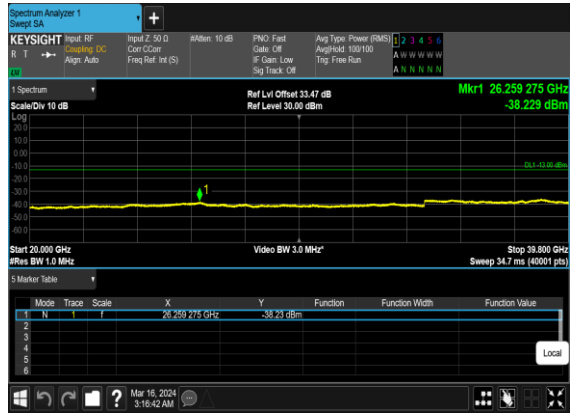 Spectrum Analyzer 1
Swept SA
KEYSIGHT
R T
LW
Input: RF
Coupling: DC
Align: Auto
Input Z: 50 Ω
Corr CCorr
Freq Ref: Int (S)
#Atten: 10 dB
PNO: Fast
Gate: Off
IF Gain: Low
Sig Track: Off
Avg Type: Power (RMS)
Avg|Hold: 100/100
Trig: Free Run
1 2 3 4 5 6
A W W W W W
A N N N N N
1 Spectrum
Scale/Div 10 dB
Ref Lvl Offset 33.47 dB
Ref Level 30.00 dBm
Mkr1 26.259 275 GHz
-38.229 dBm
Log
20.0
10.0
0.00
-10.0
-20.0
-30.0
-40.0
-50.0
-60.0
DL1 -13.00 dBm
1
Start 20.000 GHz
#Res BW 1.0 MHz
Video BW 3.0 MHz*
Stop 39.800 GHz
Sweep 34.7 ms (40001 pts)
5 Marker Table
Mode Trace Scale X Y Function Function Width Function Value
1 N 1 f 26.259 275 GHz -38.23 dBm
2
3
4
5
6
Local
Mar 16, 2024
3:16:42 AM